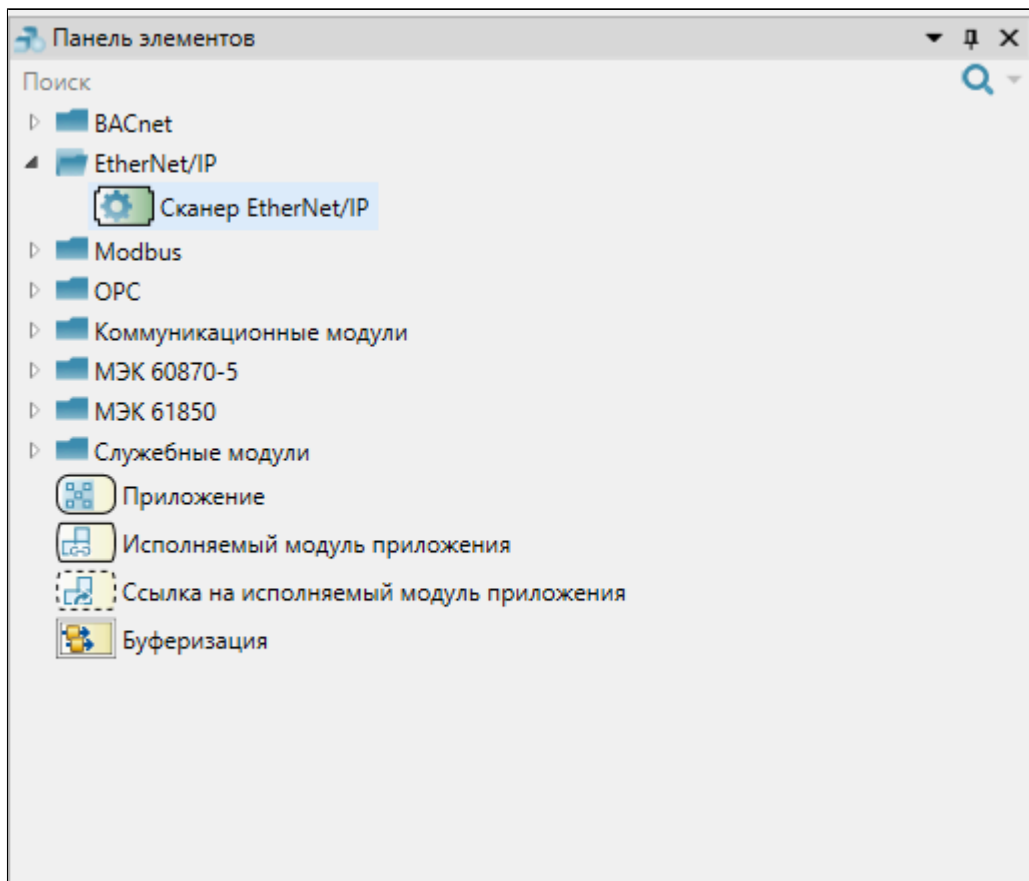 Панель элементов
Поиск
BACnet
EtherNet/IP
Сканер EtherNet/IP
Modbus
OPC
Коммуникационные модули
МЭК 60870-5
МЭК 61850
Служебные модули
Приложение
Исполняемый модуль приложения
Ссылка на исполняемый модуль приложения
Буферизация